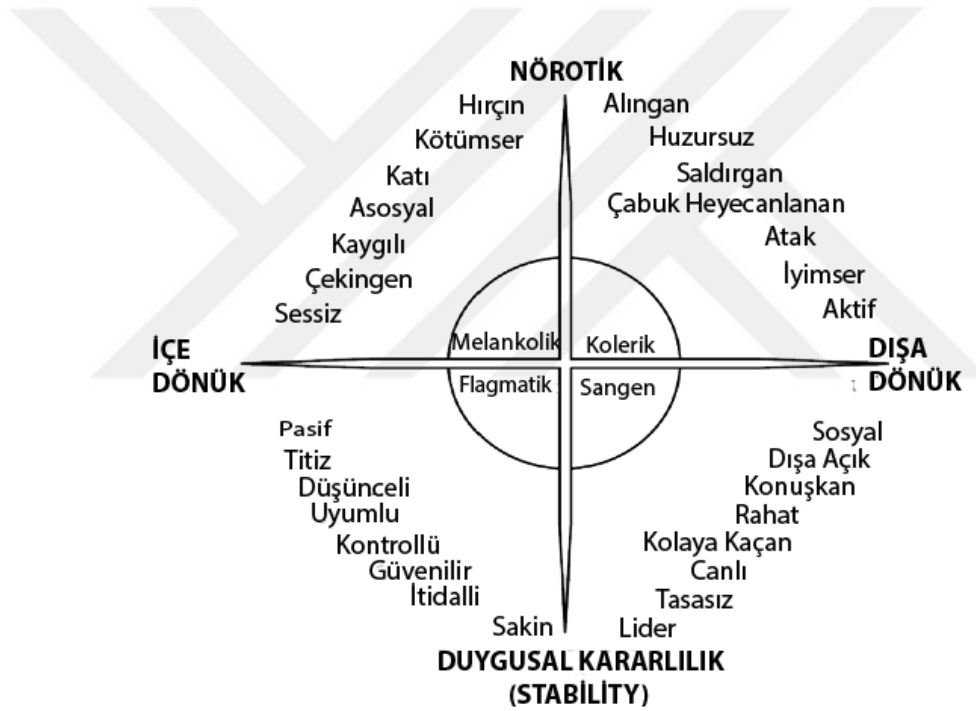 NÖROTİK
Hırçın
Alıngan
Kötümser
Huzursuz
Katı
Saldırgan
Asosyal
Çabuk Heyecanlanan
Kaygılı
Atak
Çekingen
İyimser
Sessiz
Aktif
İÇE
DÖNÜK
Melankolik
Kolerik
DIŞA
DÖNÜK
Flagmatik
Sangen
Pasif
Sosyal
Titiz
Dışa Açık
Düşünceli
Konuşkan
Uyumlu
Rahat
Kontrollü
Kolaya Kaçan
Güvenilir
Canlı
İtidalli
Tasasız
Sakin
Lider
DUYGUSAL KARARLILIK
(STABİLİTY)